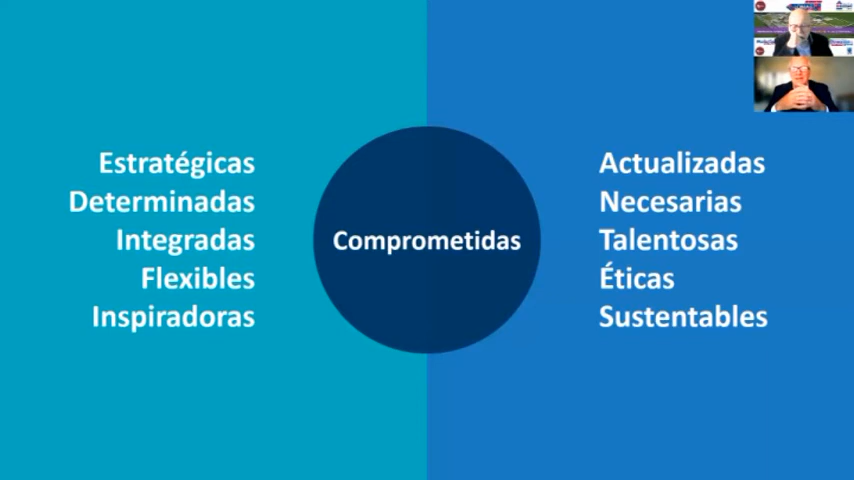 Estratégicas
Determinadas
Integradas
Flexibles
Inspiradoras
Comprometidas
Actualizadas
Necesarias
Talentosas
Éticas
Sustentables